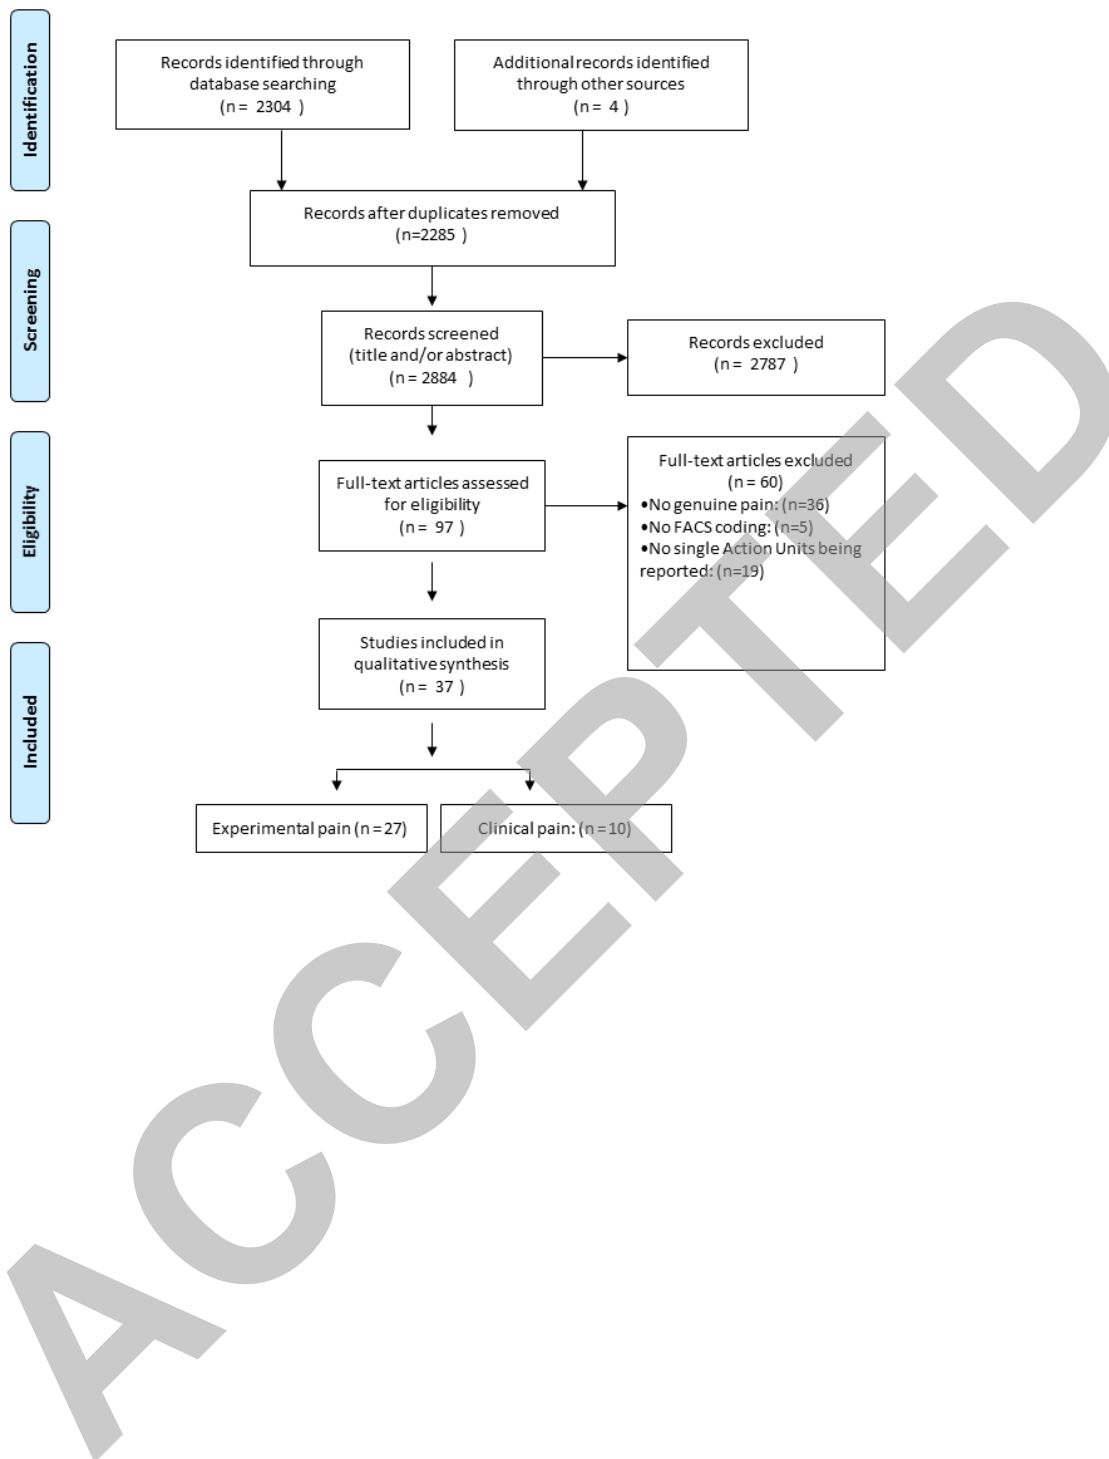 Identification
Records identified through
database searching
(n = 2304 )
Additional records identified
through other sources
(n = 4 )
Records after duplicates removed
(n=2285 )
Screening
Records screened
(title and/or abstract)
(n = 2884 )
Records excluded
(n = 2787 )
Eligibility
Full-text articles assessed
for eligibility
(n = 97 )
Full-text articles excluded
(n = 60)
•No genuine pain: (n=36)
•No FACS coding: (n=5)
•No single Action Units being
reported: (n=19)
Included
Studies included in
qualitative synthesis
(n = 37 )
Experimental pain (n = 27)
Clinical pain: (n = 10)
ACCEPTED